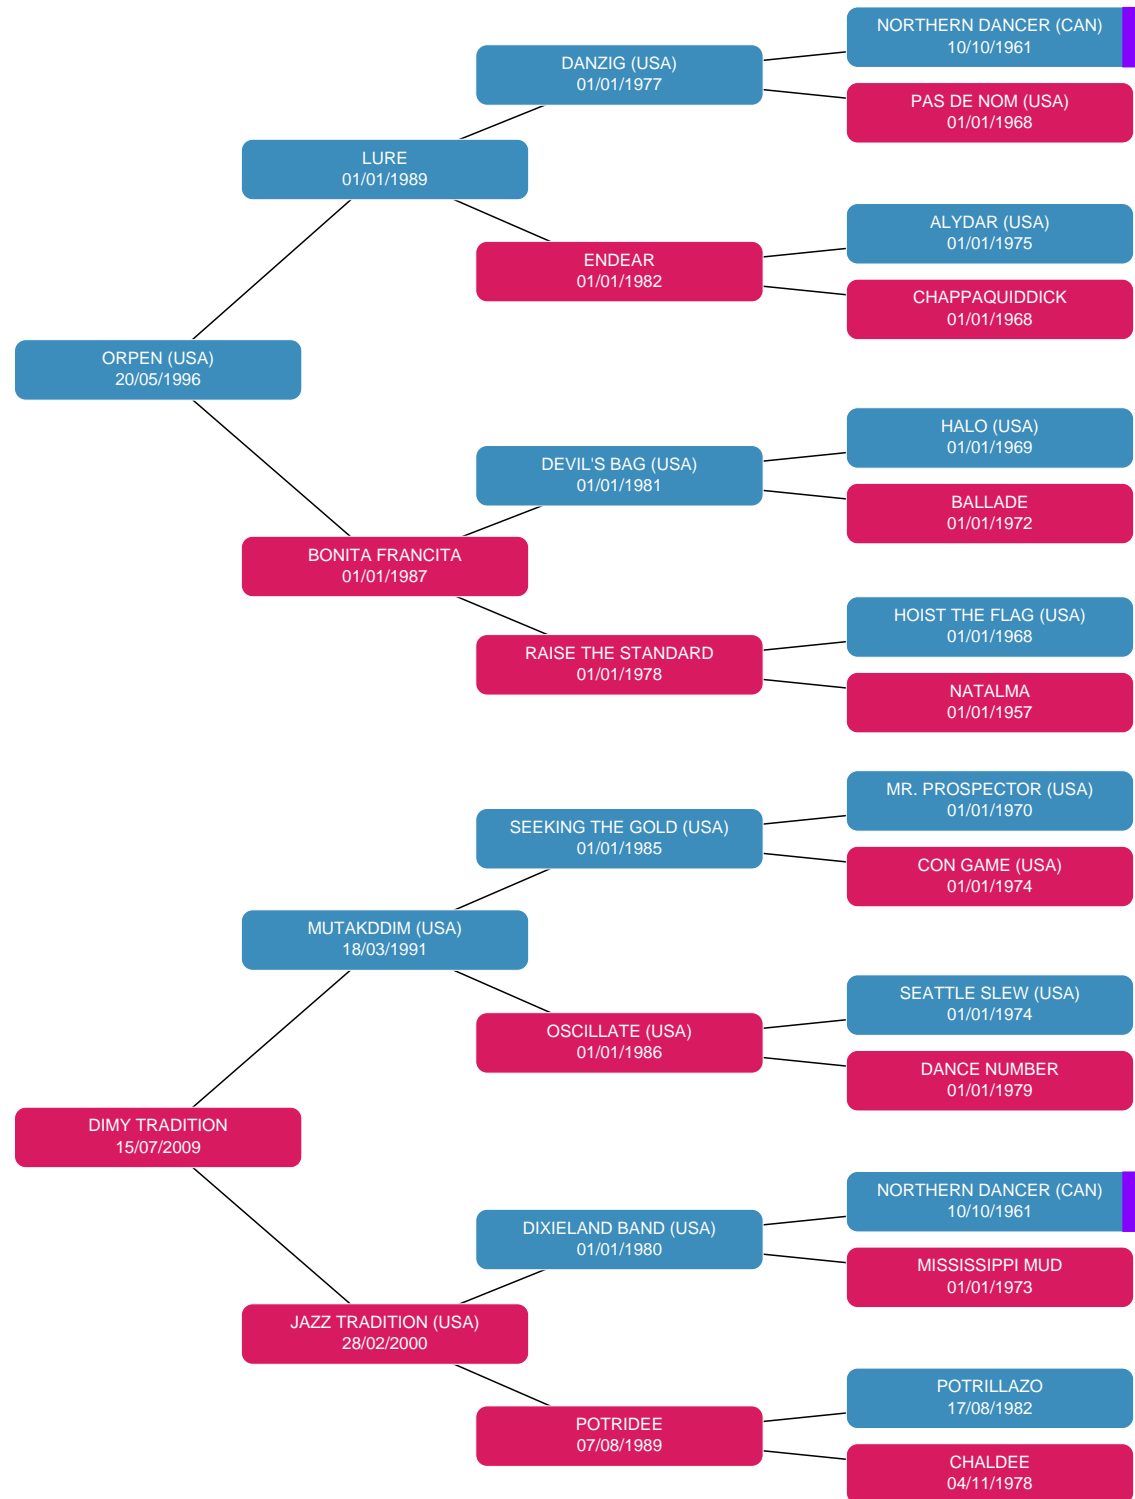 NORTHERN DANCER (CAN)
10/10/1961
DANZIG (USA)
01/01/1977
PAS DE NOM (USA)
01/01/1968
LURE
01/01/1989
ALYDAR (USA)
01/01/1975
ENDEAR
01/01/1982
CHAPPAQUIDDICK
01/01/1968
ORPEN (USA)
20/05/1996
HALO (USA)
01/01/1969
DEVIL'S BAG (USA)
01/01/1981
BALLADE
01/01/1972
BONITA FRANCITA
01/01/1987
HOIST THE FLAG (USA)
01/01/1968
RAISE THE STANDARD
01/01/1978
NATALMA
01/01/1957
MR. PROSPECTOR (USA)
01/01/1970
SEEKING THE GOLD (USA)
01/01/1985
CON GAME (USA)
01/01/1974
MUTAKDDIM (USA)
18/03/1991
SEATTLE SLEW (USA)
01/01/1974
OSCILLATE (USA)
01/01/1986
DANCE NUMBER
01/01/1979
DIMY TRADITION
15/07/2009
NORTHERN DANCER (CAN)
10/10/1961
DIXIELAND BAND (USA)
01/01/1980
MISSISSIPPI MUD
01/01/1973
JAZZ TRADITION (USA)
28/02/2000
POTRILLAZO
17/08/1982
POTRIDEE
07/08/1989
CHALDEE
04/11/1978